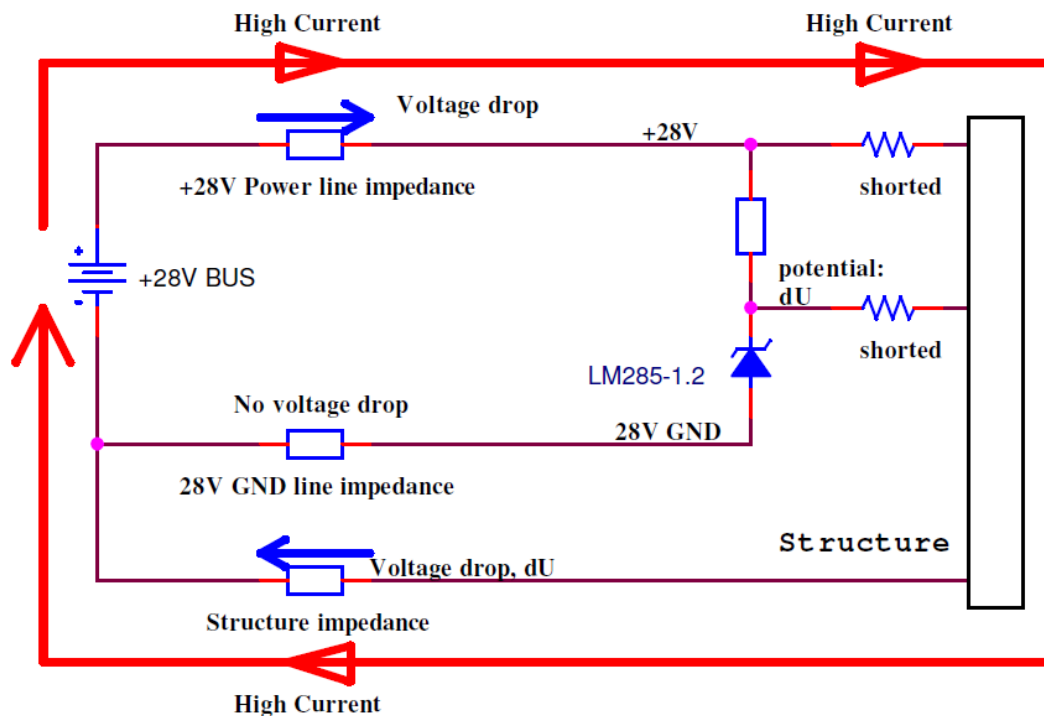 High Current
High Current
Voltage drop
+28V
+28V Power line impedance
shorted
+
+28V BUS
-
potential:
dU
shorted
LM285-1.2
No voltage drop
28V GND
28V GND line impedance
Structure
Voltage drop, dU
Structure impedance
High Current